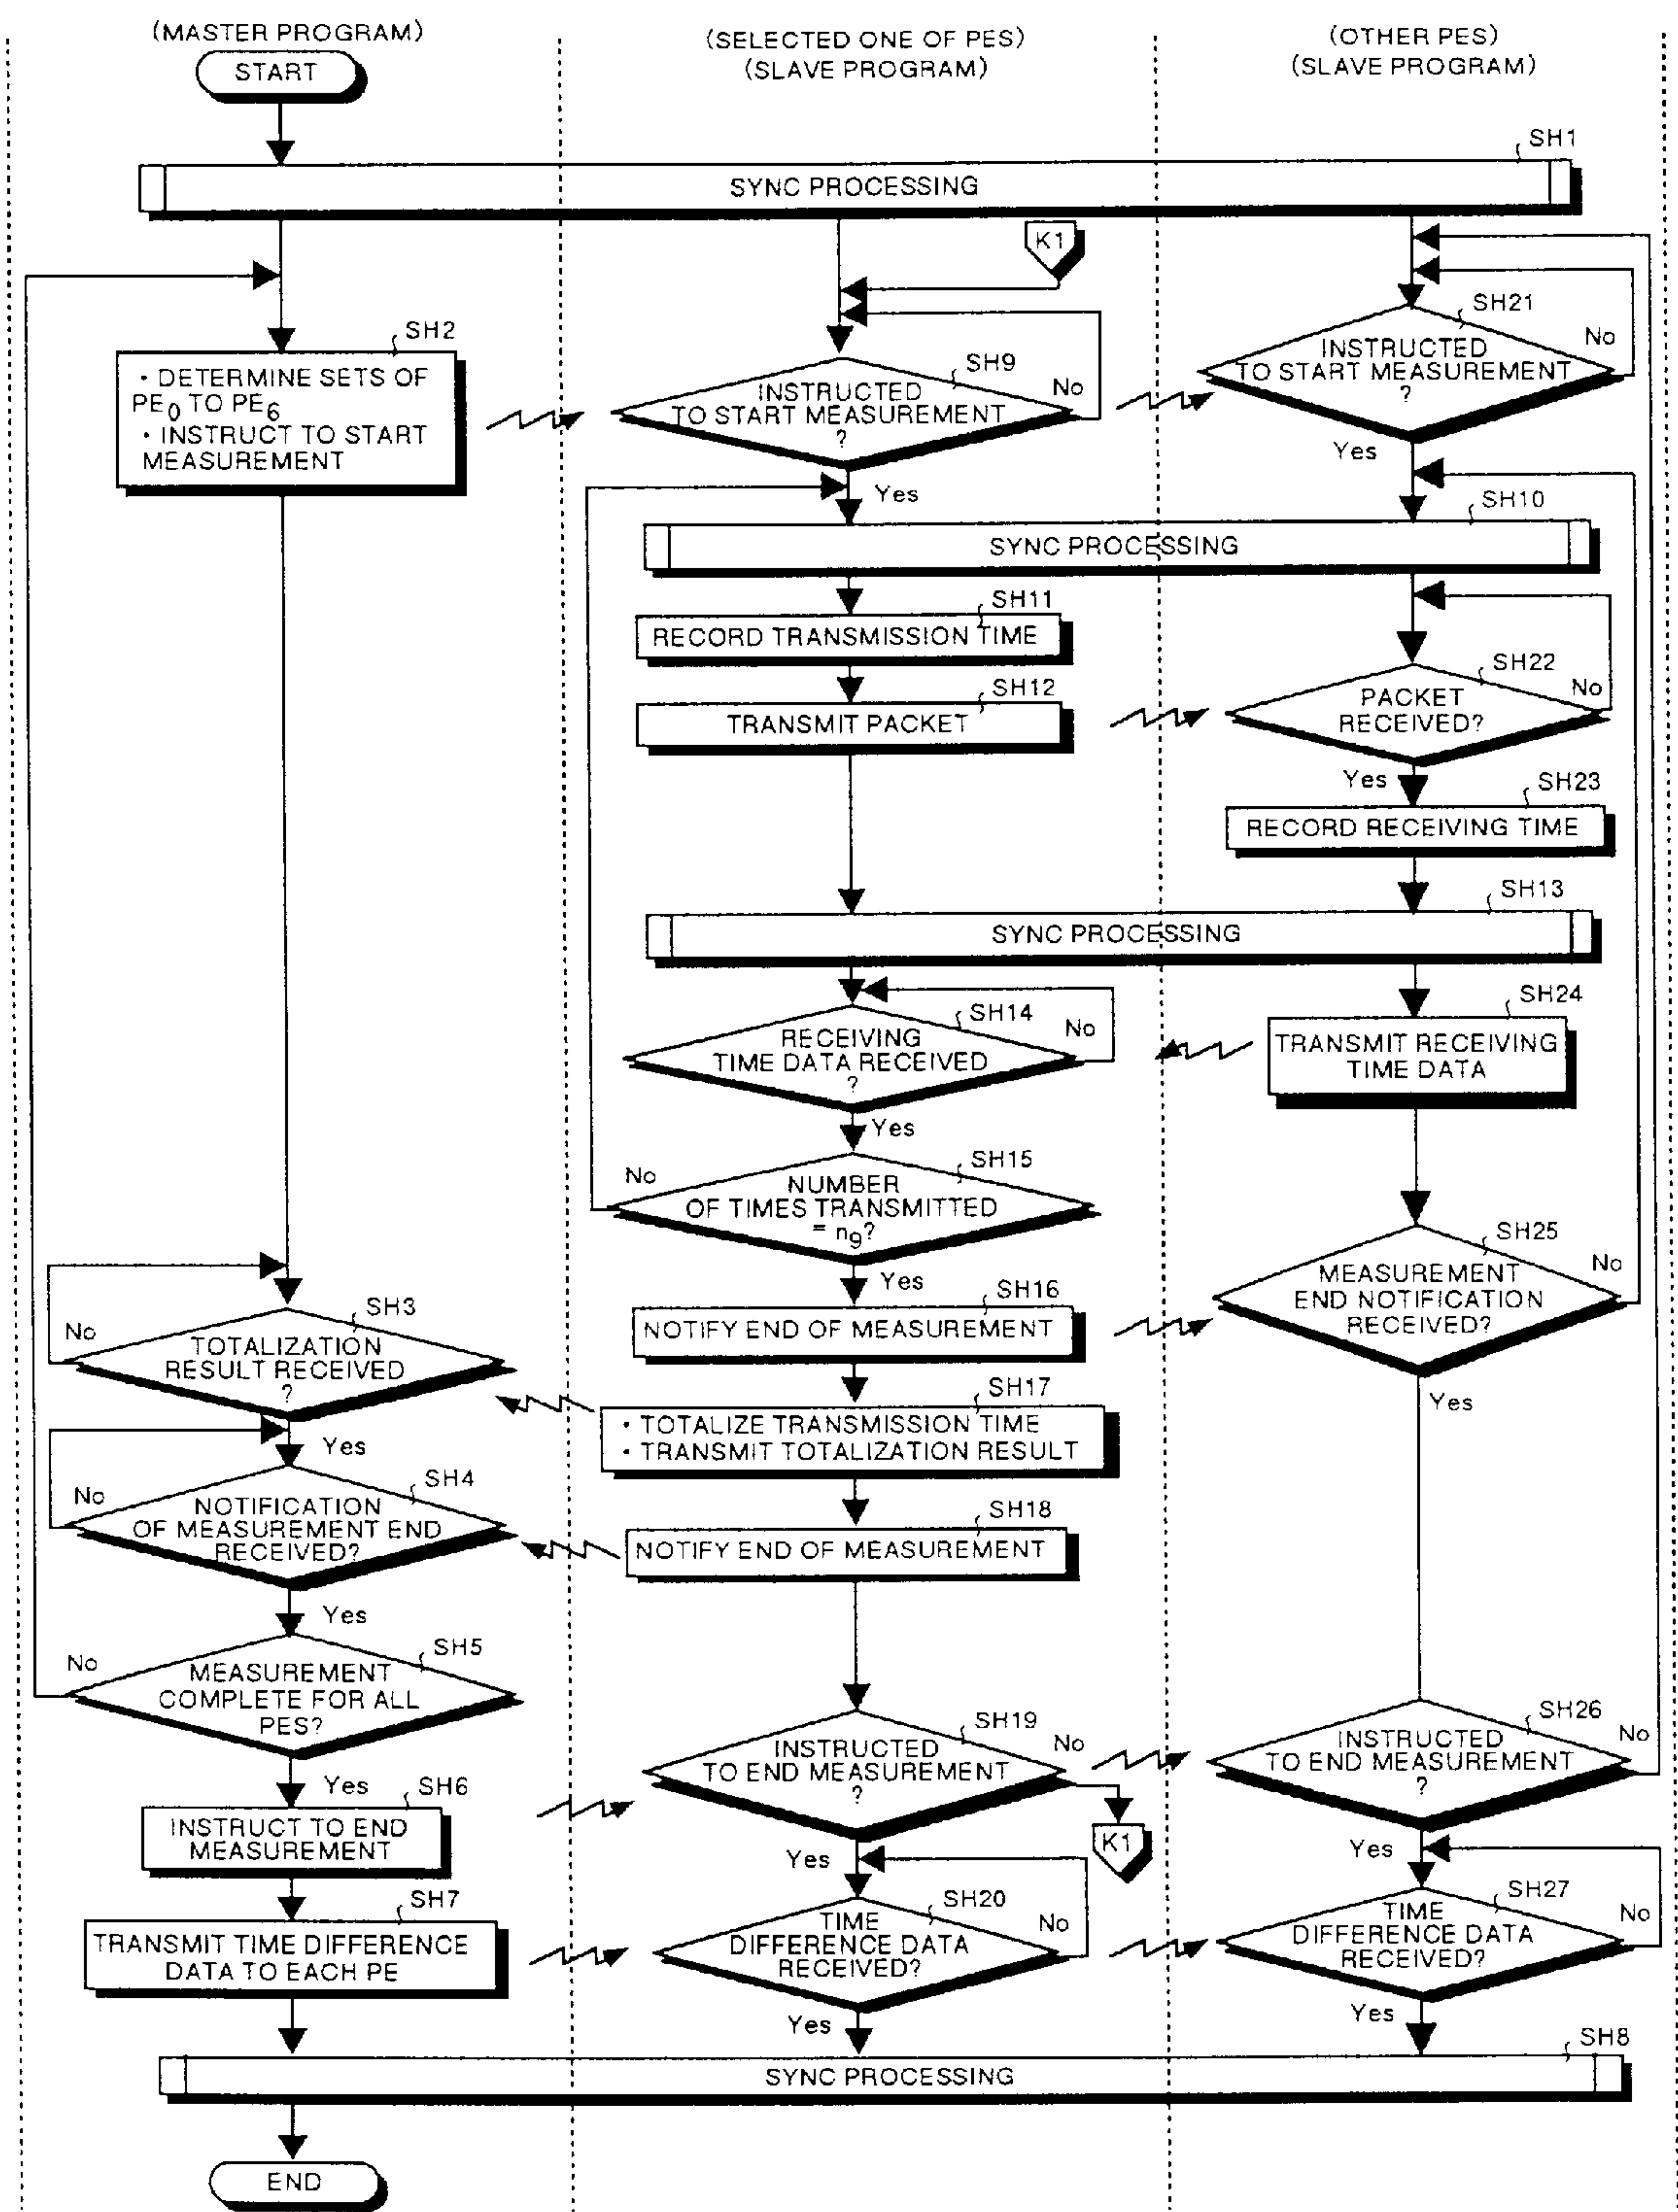 (MASTER PROGRAM)
START
(SELECTED ONE OF PES)
(SLAVE PROGRAM)
(OTHER PES)
(SLAVE PROGRAM)
SH1
SYNC PROCESSING
K1
SH2
• DETERMINE SETS OF
PE0 TO PE6
• INSTRUCT TO START
MEASUREMENT
SH9
INSTRUCTED
TO START MEASUREMENT
?
No
Yes
SH21
INSTRUCTED
TO START MEASUREMENT
?
No
Yes
SH10
SYNC PROCESSING
SH11
RECORD TRANSMISSION TIME
SH12
TRANSMIT PACKET
SH22
PACKET
RECEIVED?
No
Yes
SH23
RECORD RECEIVING TIME
SH13
SYNC PROCESSING
SH14
RECEIVING
TIME DATA RECEIVED
?
No
Yes
SH24
TRANSMIT RECEIVING
TIME DATA
SH15
NUMBER
OF TIMES TRANSMITTED
= n9?
No
Yes
SH25
MEASUREMENT
END NOTIFICATION
RECEIVED?
No
Yes
SH16
NOTIFY END OF MEASUREMENT
SH3
TOTALIZATION
RESULT RECEIVED
?
No
Yes
SH17
• TOTALIZE TRANSMISSION TIME
• TRANSMIT TOTALIZATION RESULT
SH4
NOTIFICATION
OF MEASUREMENT END
RECEIVED?
No
Yes
SH18
NOTIFY END OF MEASUREMENT
SH5
MEASUREMENT
COMPLETE FOR ALL
PES?
No
Yes
SH19
INSTRUCTED
TO END MEASUREMENT
?
No
K1
Yes
SH26
INSTRUCTED
TO END MEASUREMENT
?
No
Yes
SH6
INSTRUCT TO END
MEASUREMENT
SH7
TRANSMIT TIME DIFFERENCE
DATA TO EACH PE
SH20
TIME
DIFFERENCE DATA
RECEIVED?
No
Yes
SH27
TIME
DIFFERENCE DATA
RECEIVED?
No
Yes
SH8
SYNC PROCESSING
END